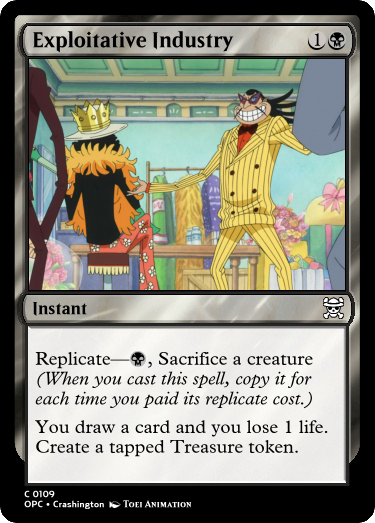 Exploitative Industry 1
Instant
Replicate—, Sacrifice a creature
(When you cast this spell, copy it for
each time you paid its replicate cost.)
You draw a card and you lose 1 life.
Create a tapped Treasure token.
C 0109
OPC • Crashington TOEI ANIMATION